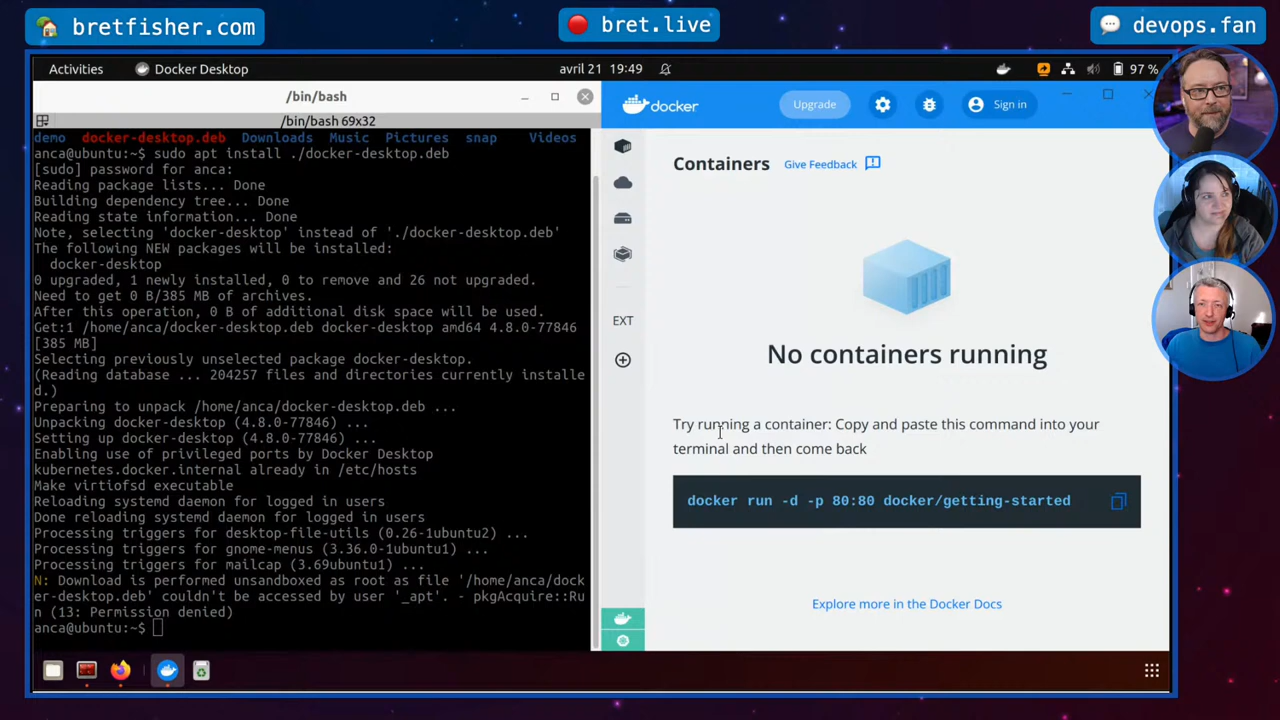 bretfisher.com
bret.live
devops.fan
Activities
Docker Desktop
avril 21 19:49
97 %
/bin/bash
/bin/bash 69x32
demo docker-desktop.deb Downloads Music Pictures snap Videos
anca@ubuntu:~$ sudo apt install ./docker-desktop.deb
[sudo] password for anca:
Reading package lists... Done
Building dependency tree... Done
Reading state information... Done
Note, selecting 'docker-desktop' instead of './docker-desktop.deb'
The following NEW packages will be installed:
docker-desktop
0 upgraded, 1 newly installed, 0 to remove and 26 not upgraded.
Need to get 0 B/385 MB of archives.
After this operation, 0 B of additional disk space will be used.
Get:1 /home/anca/docker-desktop.deb docker-desktop amd64 4.8.0-77846
[385 MB]
Selecting previously unselected package docker-desktop.
(Reading database ... 204257 files and directories currently installe
d.)
Preparing to unpack /home/anca/docker-desktop.deb ...
Unpacking docker-desktop (4.8.0-77846) ...
Setting up docker-desktop (4.8.0-77846) ...
Enabling use of privileged ports by Docker Desktop
kubernetes.docker.internal already in /etc/hosts
Make virtiofsd executable
Reloading systemd daemon for logged in users
Done reloading systemd daemon for logged in users
Processing triggers for desktop-file-utils (0.26-1ubuntu2) ...
Processing triggers for gnome-menus (3.36.0-1ubuntu1) ...
Processing triggers for mailcap (3.69ubuntu1) ...
N: Download is performed unsandboxed as root as file '/home/anca/dock
er-desktop.deb' couldn't be accessed by user '_apt'. - pkgAcquire::Ru
n (13: Permission denied)
anca@ubuntu:~$
docker
Upgrade
Sign in
Containers
Give Feedback
EXT
No containers running
Try running a container: Copy and paste this command into your
terminal and then come back
docker run -d -p 80:80 docker/getting-started
Explore more in the Docker Docs